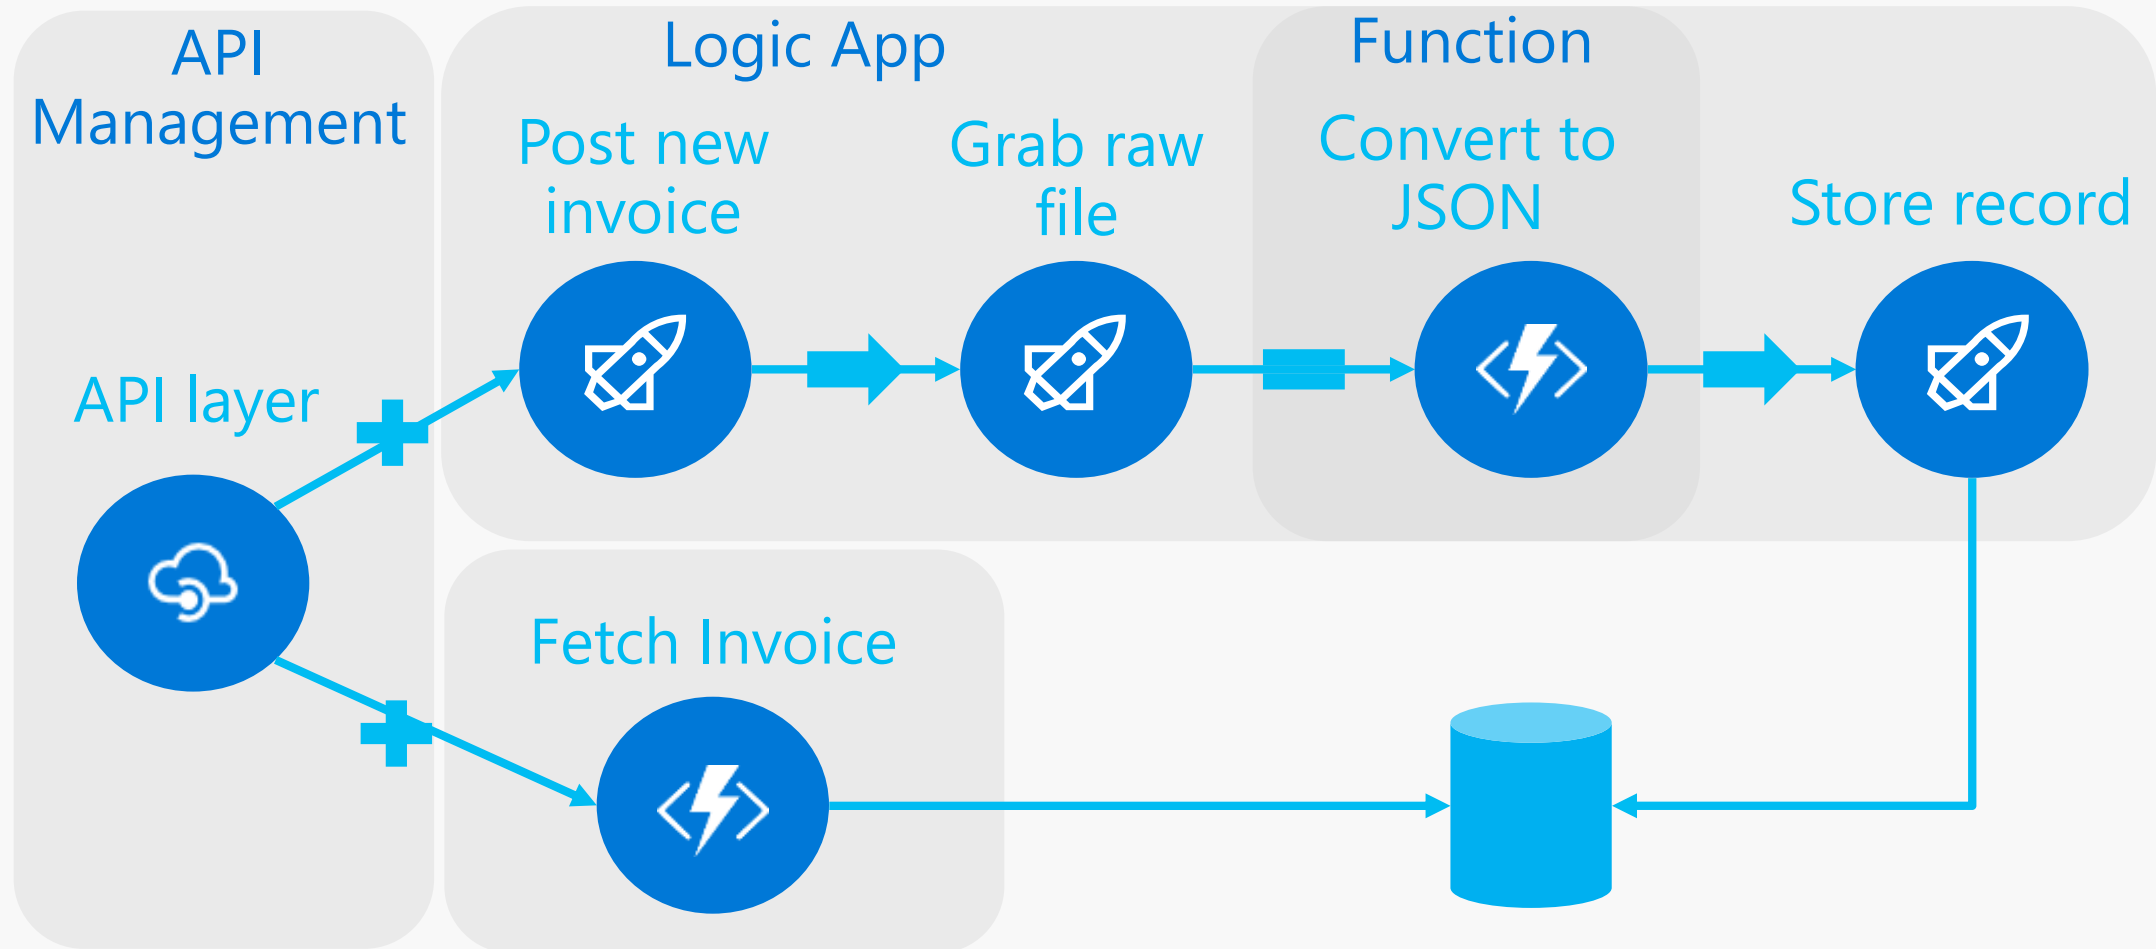 API
Management
Logic App
Function
Post new
invoice
Grab raw
file
Convert to
JSON
Store record
API layer
Fetch Invoice